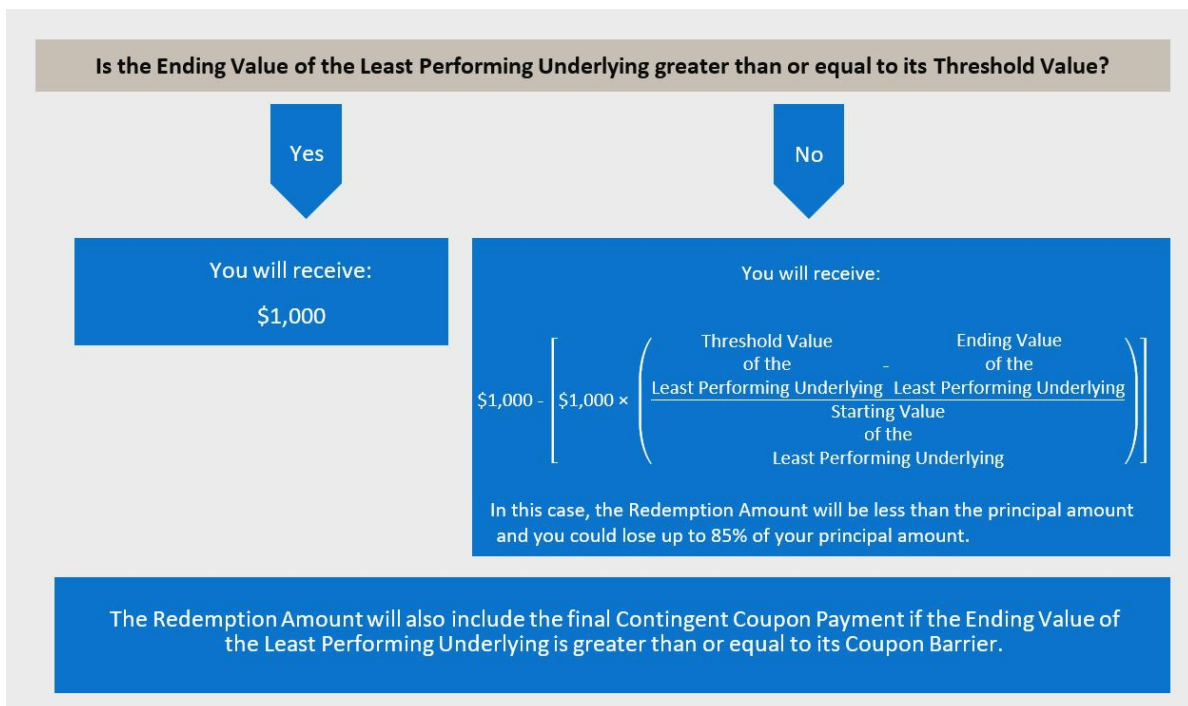 Is the Ending Value of the Least Performing Underlying greater than or equal to its Threshold Value?
Yes
No
You will receive:
$1,000
You will receive:
Threshold Value Ending Value
of the - of the
Least Performing Underlying Least Performing Underlying
$1,000 - [ $1,000 × ( ) ]
Starting Value
of the
Least Performing Underlying
In this case, the Redemption Amount will be less than the principal amount
and you could lose up to 85% of your principal amount.
The Redemption Amount will also include the final Contingent Coupon Payment if the Ending Value of
the Least Performing Underlying is greater than or equal to its Coupon Barrier.